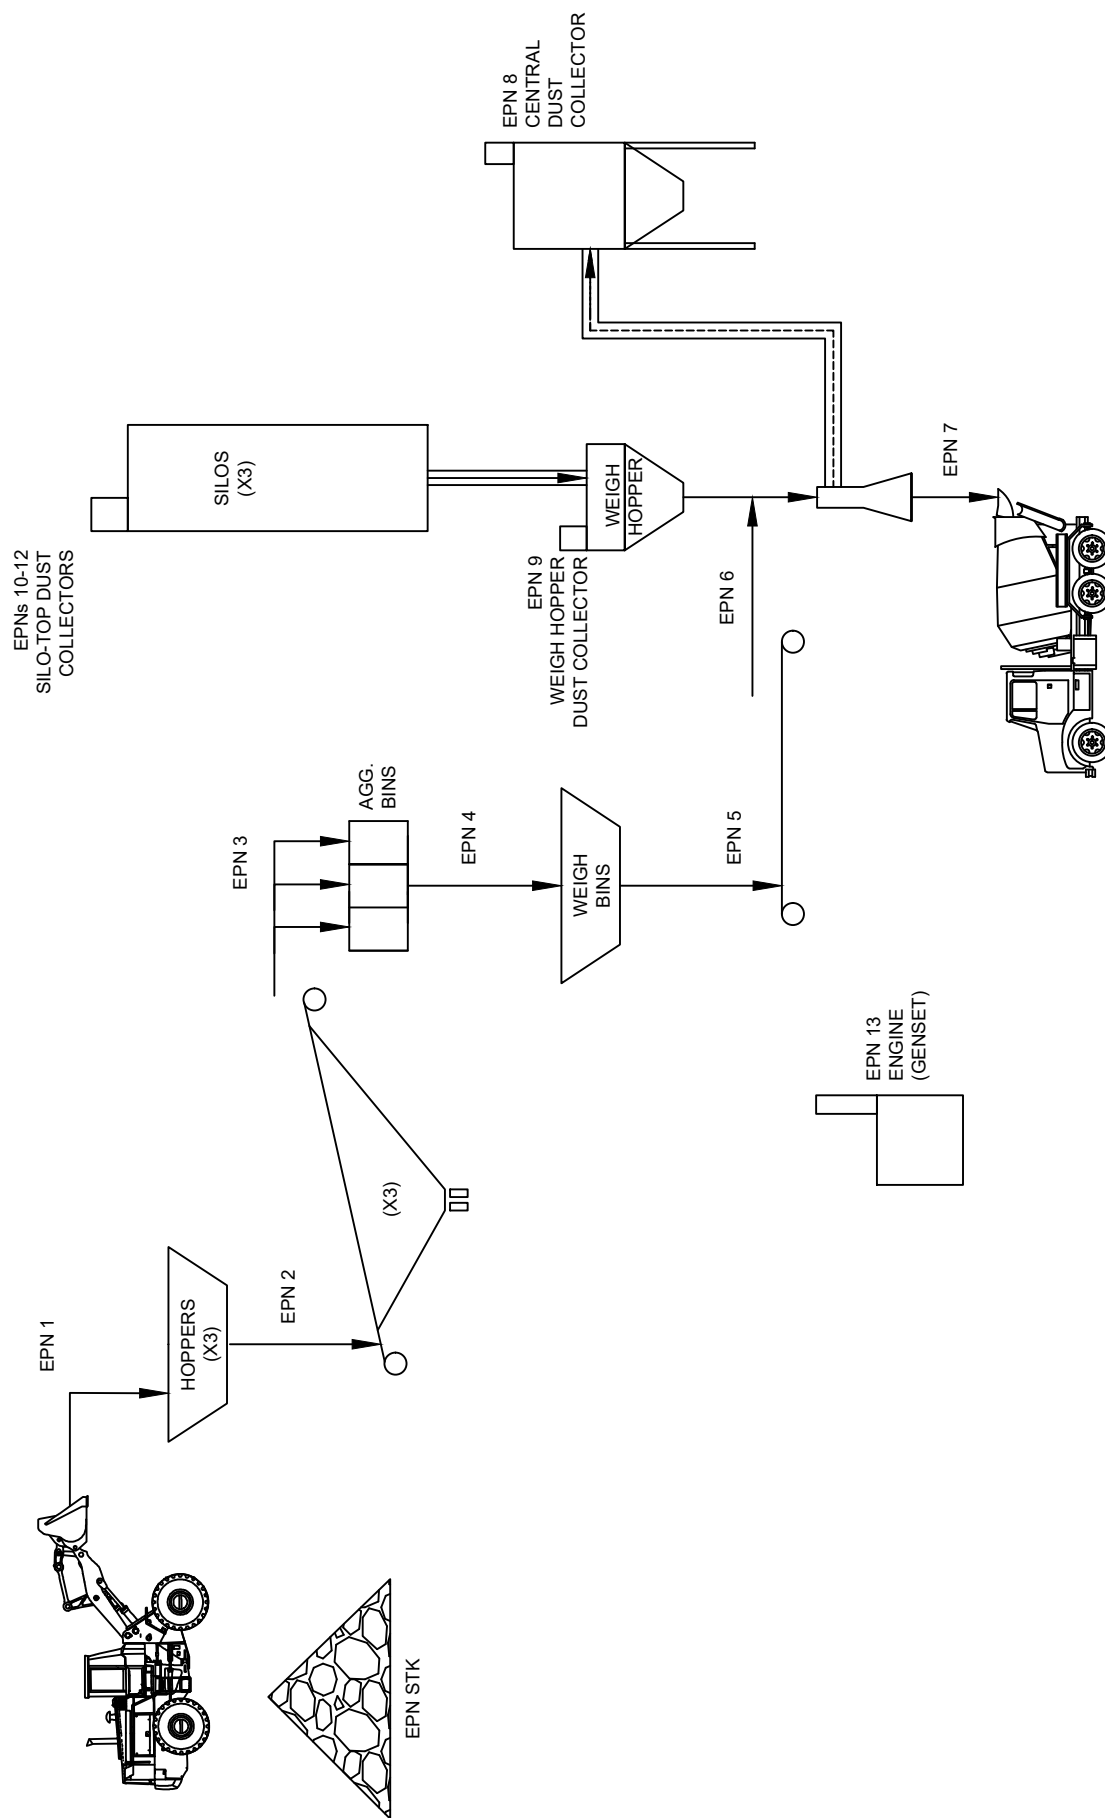 EPN STK
EPN 1
HOPPERS
(X3)
EPN 2
(X3)
EPN 3
AGG.
BINS
EPN 4
WEIGH
BINS
EPN 5
EPN 13
ENGINE
(GENSET)
EPNs 10-12
SILO-TOP DUST
COLLECTORS
SILOS
(X3)
EPN 9
WEIGH HOPPER
DUST COLLECTOR
WEIGH
HOPPER
EPN 6
EPN 7
EPN 8
CENTRAL
DUST
COLLECTOR